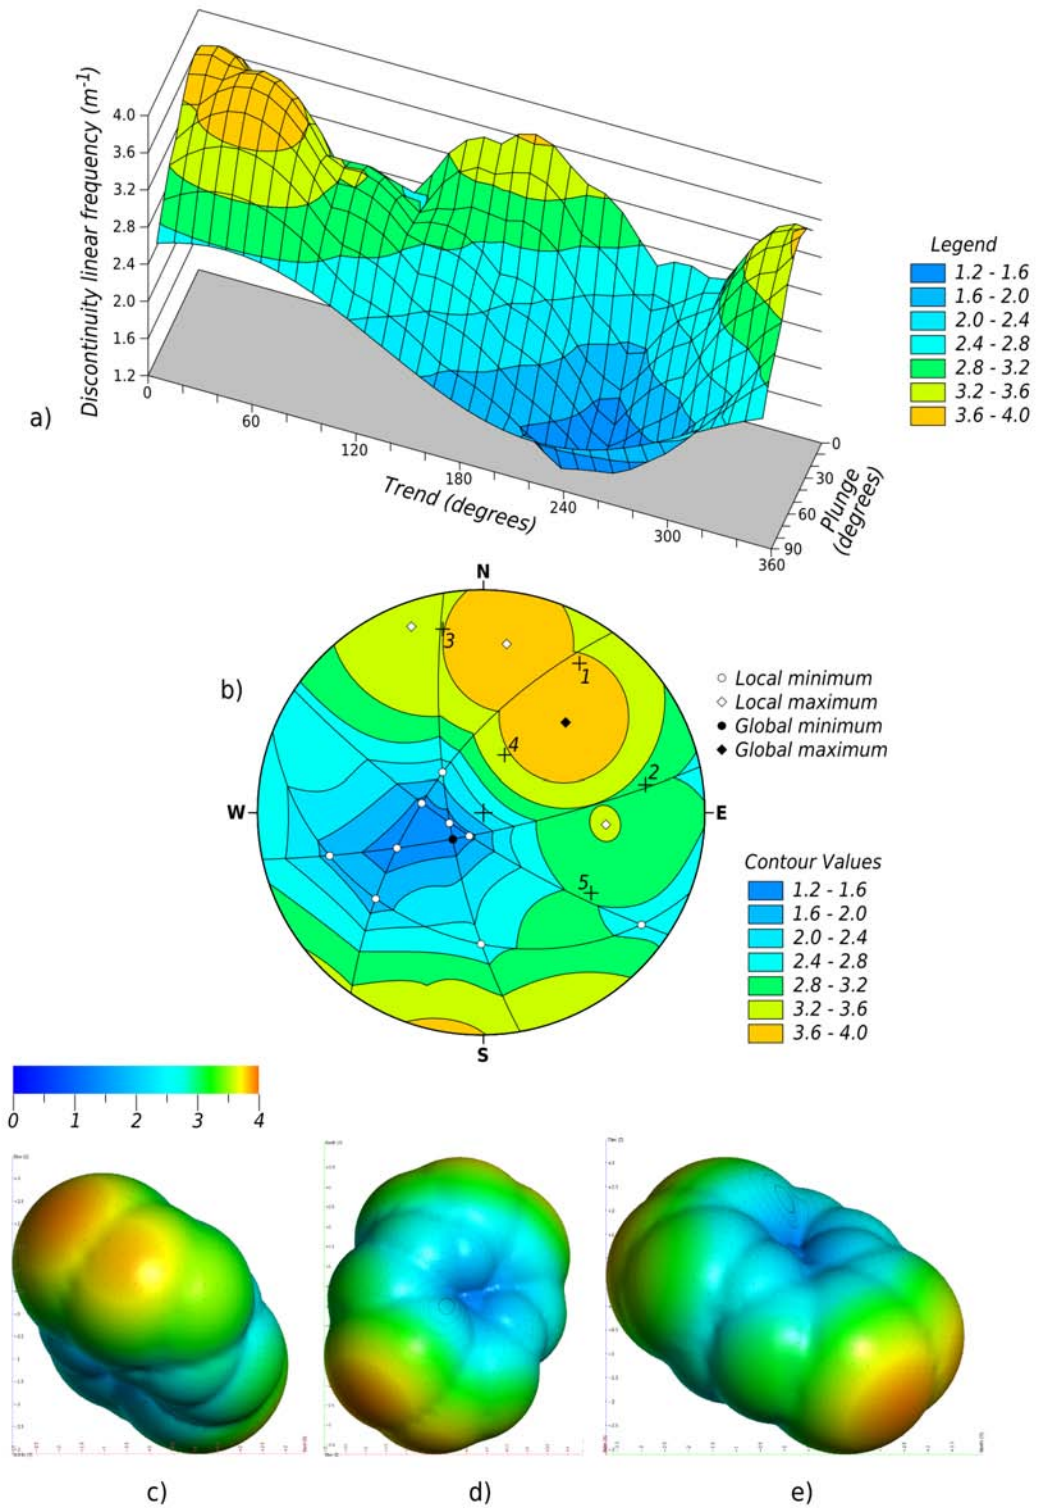 Discontinuity linear frequency (m-1)
4.0
3.6
3.2
2.8
2.4
2.0
1.6
1.2
0
60
120
180
240
300
360
Trend (degrees)
0
30
60
90
Plunge
(degrees)
Legend
1.2 - 1.6
1.6 - 2.0
2.0 - 2.4
2.4 - 2.8
2.8 - 3.2
3.2 - 3.6
3.6 - 4.0
a)
N
W
E
S
3
1
4
2
5
b)
Local minimum
Local maximum
Global minimum
Global maximum
Contour Values
1.2 - 1.6
1.6 - 2.0
2.0 - 2.4
2.4 - 2.8
2.8 - 3.2
3.2 - 3.6
3.6 - 4.0
0 1 2 3 4
c)
d)
e)